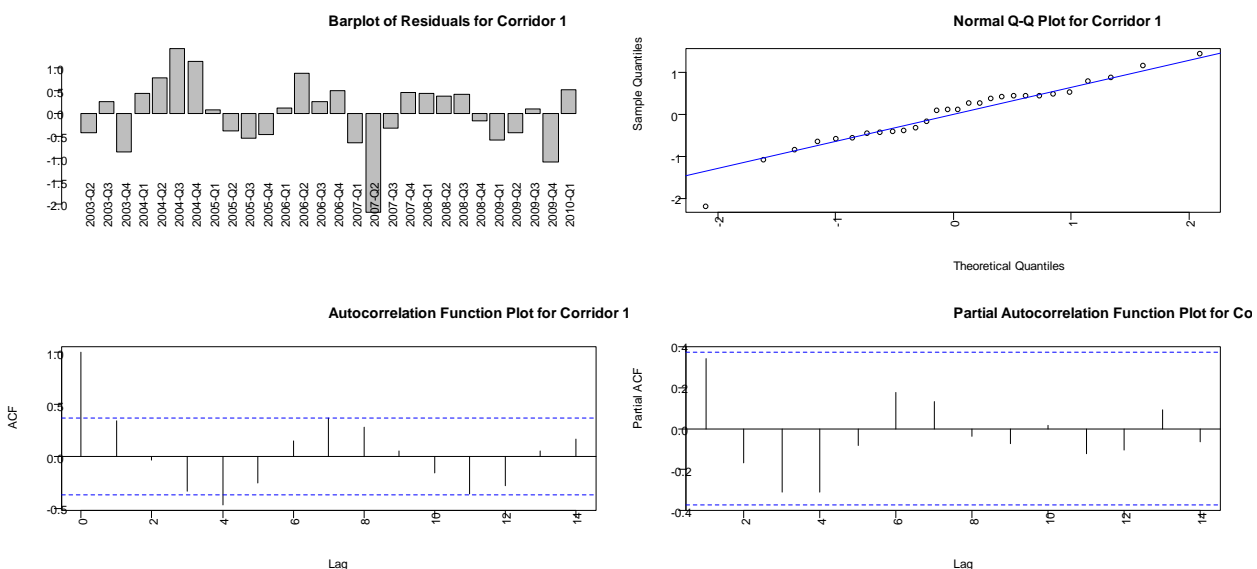 Barplot of Residuals for Corridor 1
1.0
0.5
0.0
-0.5
-1.0
-1.5
-2.0
2003-Q2
2003-Q3
2003-Q4
2004-Q1
2004-Q2
2004-Q3
2004-Q4
2005-Q1
2005-Q2
2005-Q3
2005-Q4
2006-Q1
2006-Q2
2006-Q3
2006-Q4
2007-Q1
2007-Q2
2007-Q3
2007-Q4
2008-Q1
2008-Q2
2008-Q3
2008-Q4
2009-Q1
2009-Q2
2009-Q3
2009-Q4
2010-Q1
Normal Q-Q Plot for Corridor 1
Sample Quantiles
1
0
-1
-2
-2
-1
0
1
2
Theoretical Quantiles
Autocorrelation Function Plot for Corridor 1
ACF
1.0
0.5
0.0
-0.5
0
2
4
6
8
10
12
14
Lag
Partial Autocorrelation Function Plot for Co
Partial ACF
0.4
0.2
0.0
-0.2
-0.4
2
4
6
8
10
12
14
Lag